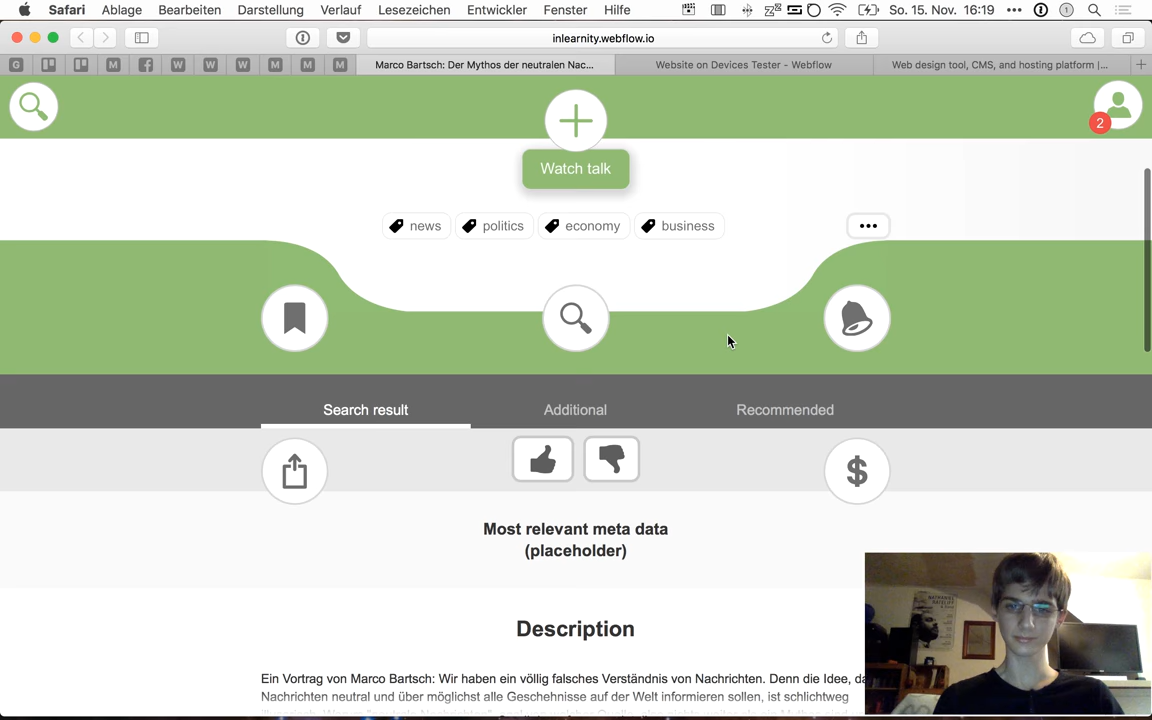 Safari Ablage Bearbeiten Darstellung Verlauf Lesezeichen Entwickler Fenster Hilfe So. 15. Nov. 16:19
inlearnity.webflow.io
Marco Bartsch: Der Mythos der neutralen Nac... Website on Devices Tester - Webflow Web design tool, CMS, and hosting platform |...
2
Watch talk
news politics economy business
Search result Additional Recommended
$
Most relevant meta data
(placeholder)
Description
Ein Vortrag von Marco Bartsch: Wir haben ein völlig falsches Verständnis von Nachrichten. Denn die Idee, da
Nachrichten neutral und über möglichst alle Geschehnisse auf der Welt informieren sollen, ist schlichtweg